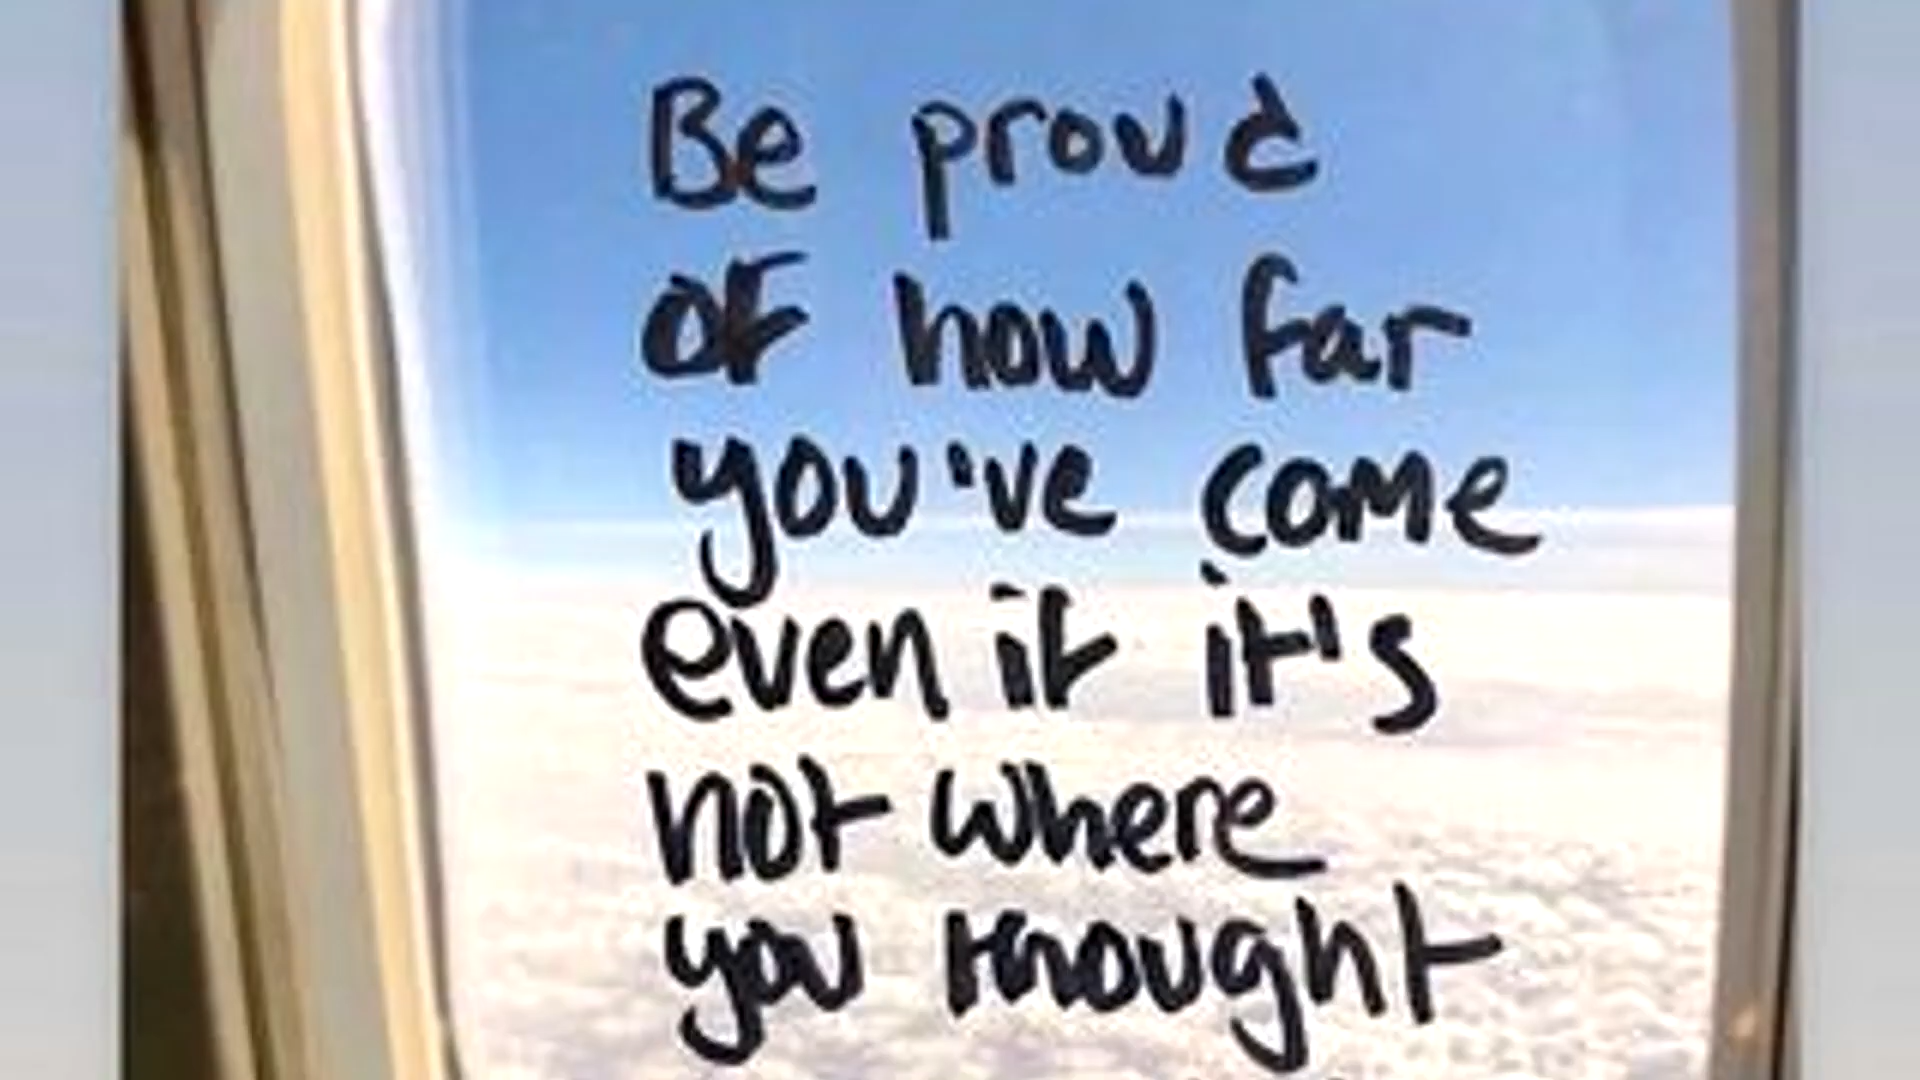 Be proud
of how far
you've come
even if it's
not where
you thought